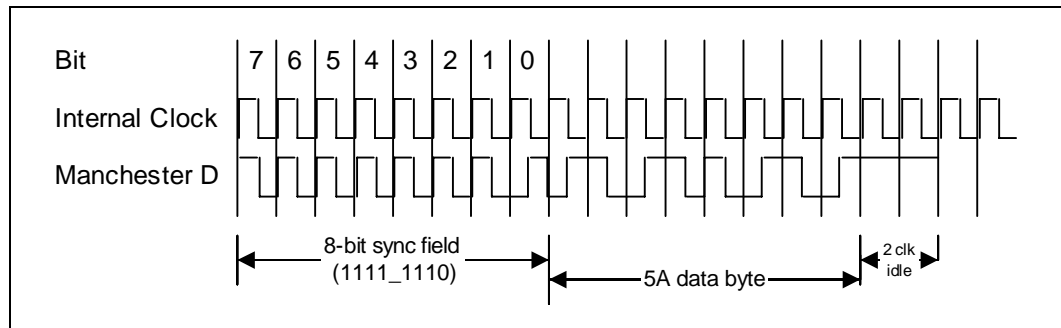 Bit
7 6 5 4 3 2 1 0
Internal Clock
Manchester D
8-bit sync field
(1111_1110)
5A data byte
2 clk
idle